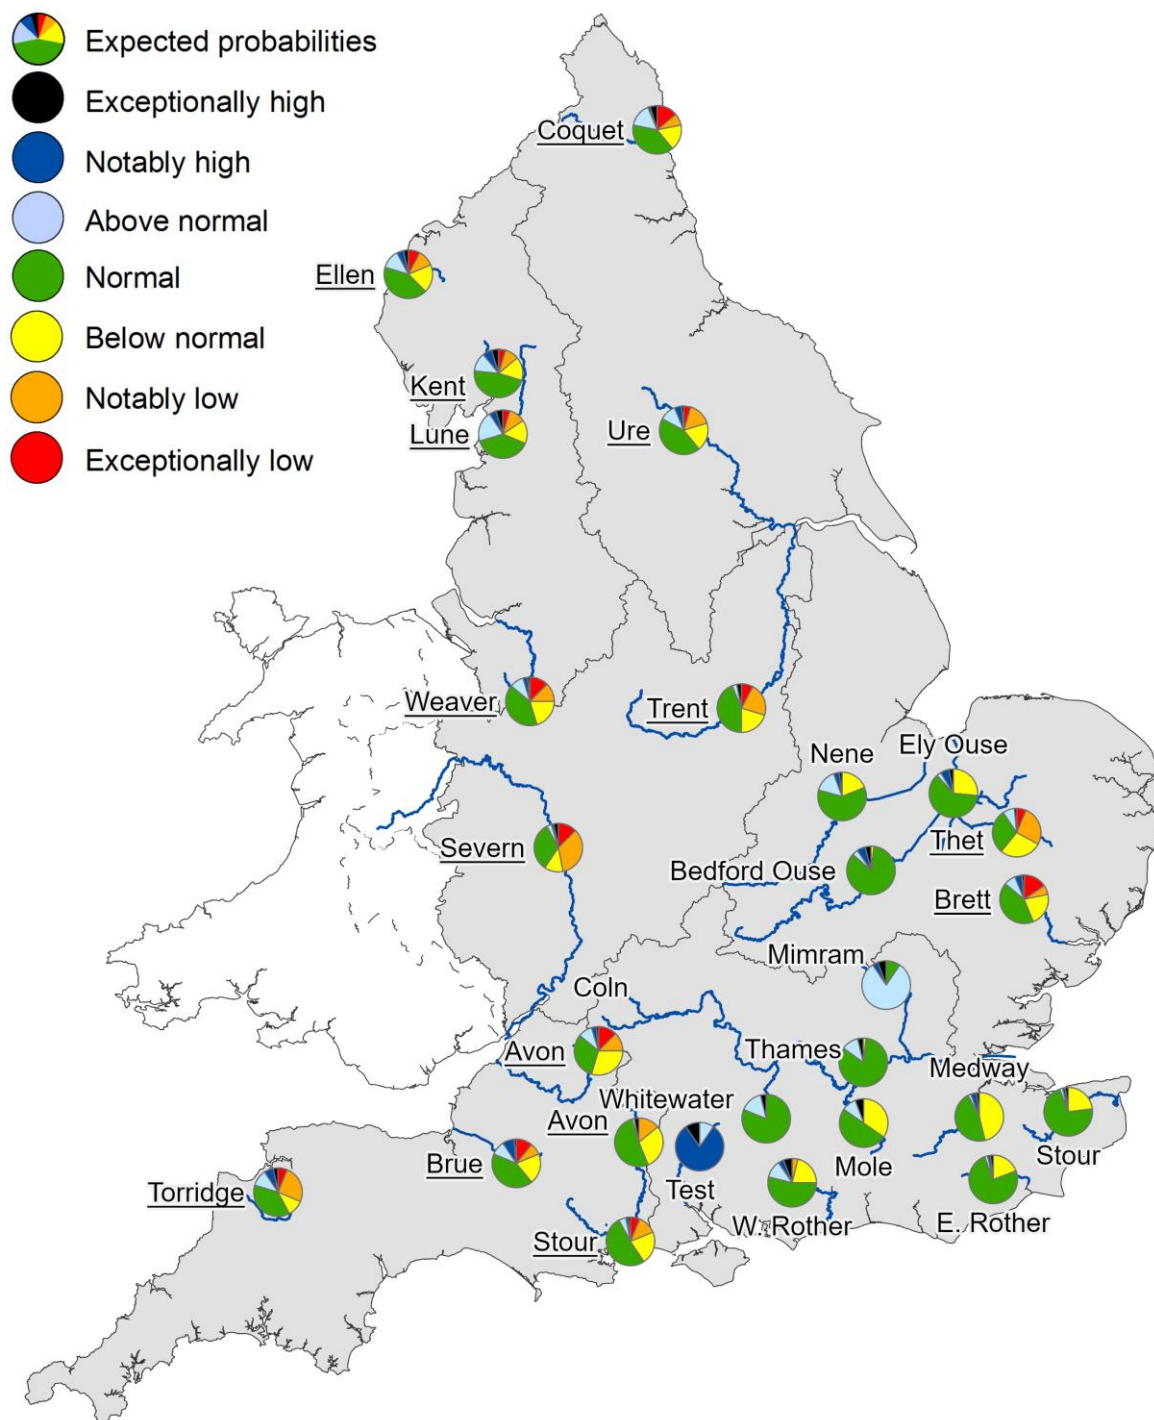 Expected probabilities
Exceptionally high
Notably high
Above normal
Normal
Below normal
Notably low
Exceptionally low
Coquet
Ellen
Kent
Lune
Ure
Weaver
Trent
Nene
Ely Ouse
Thet
Severn
Bedford Ouse
Brett
Mimram
Coln
Avon
Thames
Medway
Whitewater
Avon
Brue
Mole
Stour
Torridge
Test
W. Rother
E. Rother
Stour